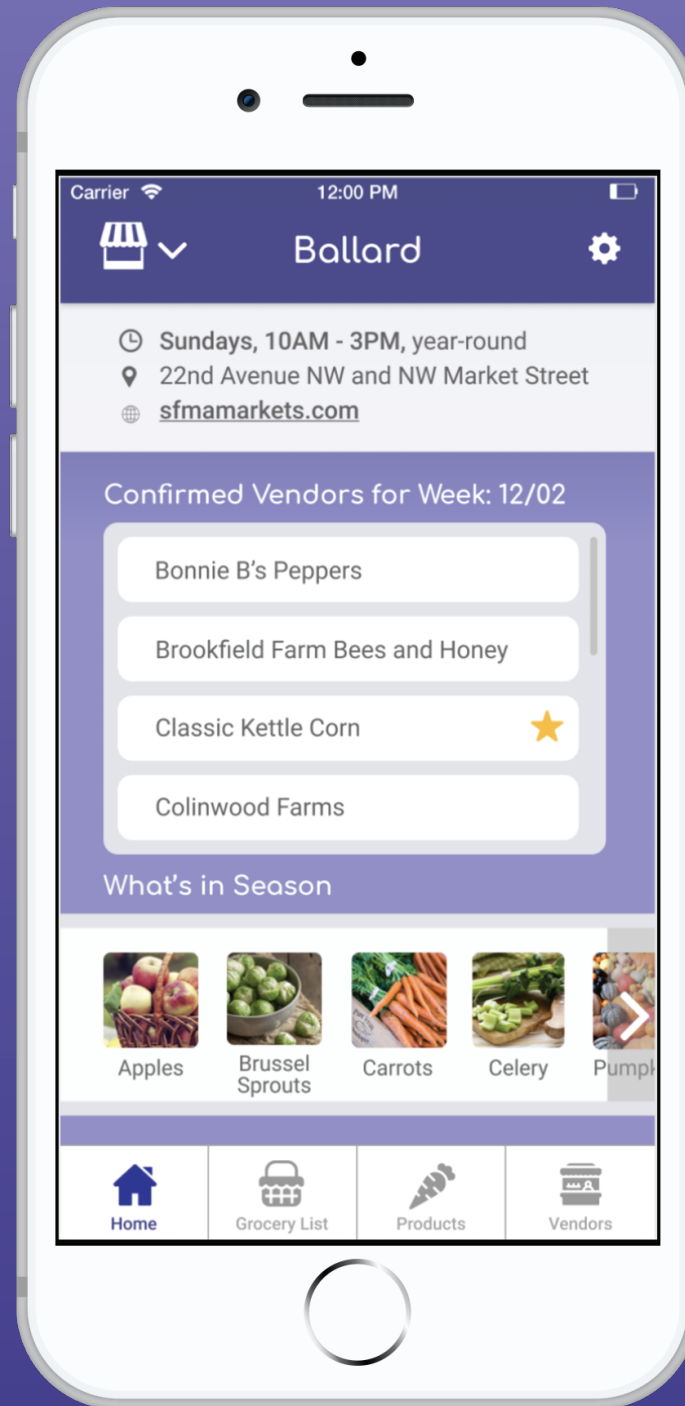 Carrier 12:00 PM
Ballard
Sundays, 10AM - 3PM, year-round
22nd Avenue NW and NW Market Street
sfmamarkets.com
Confirmed Vendors for Week: 12/02
Bonnie B’s Peppers
Brookfield Farm Bees and Honey
Classic Kettle Corn
Colinwood Farms
What’s in Season
Apples
Brussel
Sprouts
Carrots
Celery
Pumpk
Home
Grocery List
Products
Vendors